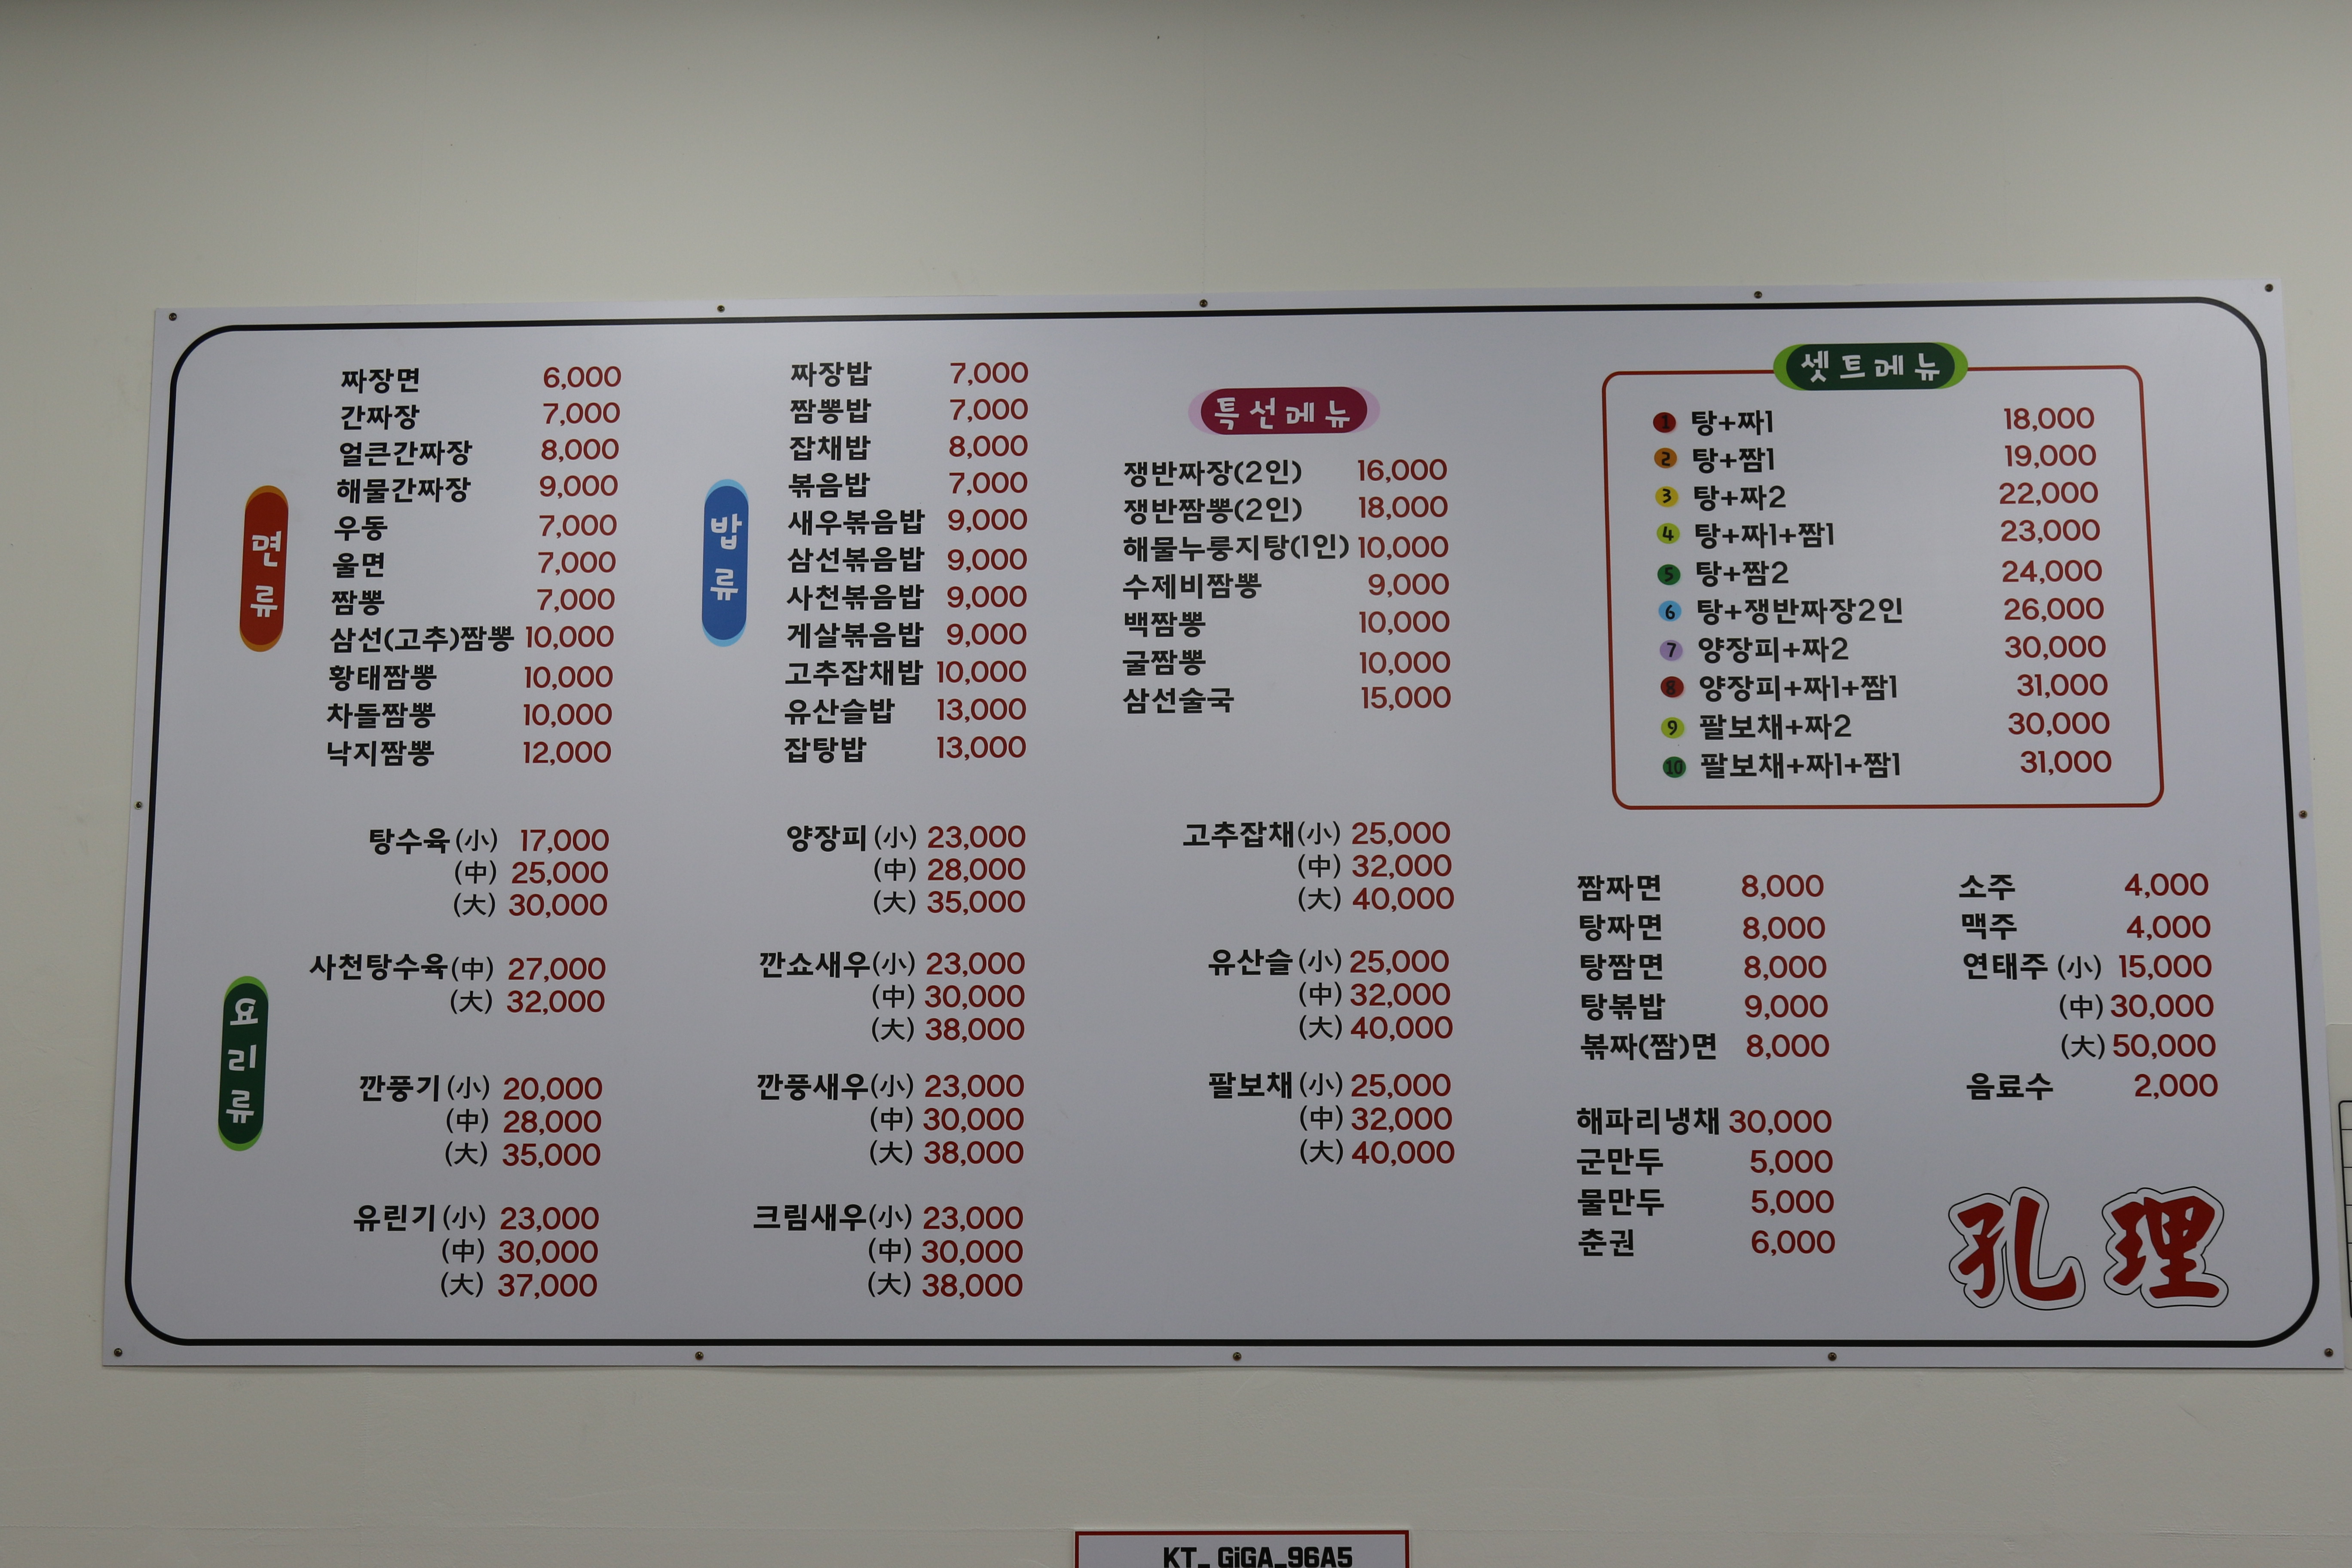 면류
짜장면 6,000
간짜장 7,000
얼큰간짜장 8,000
해물간짜장 9,000
우동 7,000
울면 7,000
짬뽕 7,000
삼선(고추)짬뽕 10,000
황태짬뽕 10,000
차돌짬뽕 10,000
낙지짬뽕 12,000
밥류
짜장밥 7,000
짬뽕밥 7,000
잡채밥 8,000
볶음밥 7,000
새우볶음밥 9,000
삼선볶음밥 9,000
사천볶음밥 9,000
게살볶음밥 9,000
고추잡채밥 10,000
유산슬밥 13,000
잡탕밥 13,000
특선메뉴
쟁반짜장(2인) 16,000
쟁반짬뽕(2인) 18,000
해물누룽지탕(1인) 10,000
수제비짬뽕 9,000
백짬뽕 10,000
굴짬뽕 10,000
삼선술국 15,000
셋트메뉴
1 탕+짜1 18,000
2 탕+짬1 19,000
3 탕+짜2 22,000
4 탕+짜1+짬1 23,000
5 탕+짬2 24,000
6 탕+쟁반짜장2인 26,000
7 양장피+짜2 30,000
8 양장피+짜1+짬1 31,000
9 팔보채+짜2 30,000
10 팔보채+짜1+짬1 31,000
요리류
탕수육(小) 17,000
(中) 25,000
(大) 30,000
사천탕수육(中) 27,000
(大) 32,000
깐풍기(小) 20,000
(中) 28,000
(大) 35,000
유린기(小) 23,000
(中) 30,000
(大) 37,000
양장피(小) 23,000
(中) 28,000
(大) 35,000
깐쇼새우(小) 23,000
(中) 30,000
(大) 38,000
깐풍새우(小) 23,000
(中) 30,000
(大) 38,000
크림새우(小) 23,000
(中) 30,000
(大) 38,000
고추잡채(小) 25,000
(中) 32,000
(大) 40,000
유산슬(小) 25,000
(中) 32,000
(大) 40,000
팔보채(小) 25,000
(中) 32,000
(大) 40,000
짬짜면 8,000
탕짜면 8,000
탕짬면 8,000
탕볶밥 9,000
볶짜(짬)면 8,000
해파리냉채 30,000
군만두 5,000
물만두 5,000
춘권 6,000
소주 4,000
맥주 4,000
연태주(小) 15,000
(中) 30,000
(大) 50,000
음료수 2,000
孔理
KT_GiGA_96A5